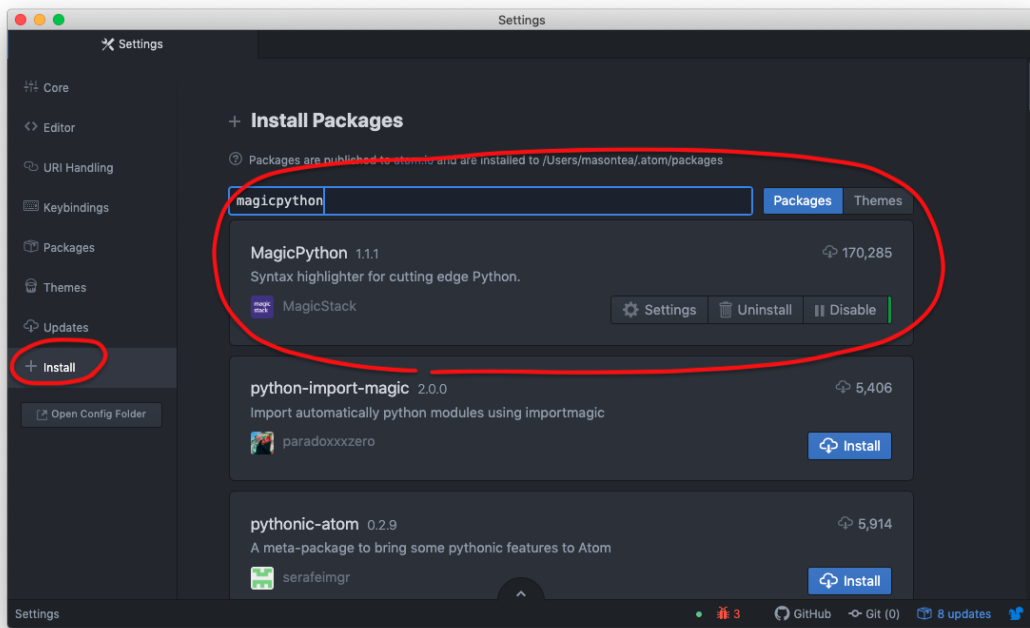 Settings
Settings
Core
Editor
URI Handling
Keybindings
Packages
Themes
Updates
Install
Open Config Folder
Install Packages
Packages are published to atom.io and are installed to /Users/masontea/.atom/packages
magicpython
Packages Themes
MagicPython 1.1.1 170,285
Syntax highlighter for cutting edge Python.
magic
stack
MagicStack
Settings Uninstall Disable
python-import-magic 2.0.0 5,406
Import automatically python modules using importmagic
paradoxxxzero
Install
pythonic-atom 0.2.9 5,914
A meta-package to bring some pythonic features to Atom
serafeimgr
Install
Settings 3 GitHub Git (0) 8 updates